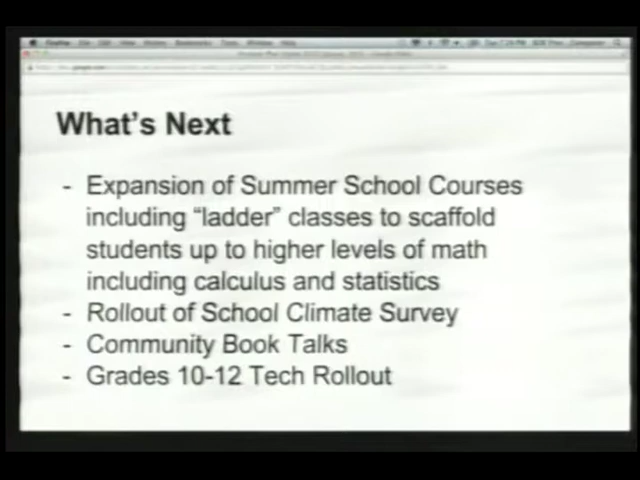 What's Next
- Expansion of Summer School Courses
including “ladder” classes to scaffold
students up to higher levels of math
including calculus and statistics
- Rollout of School Climate Survey
- Community Book Talks
- Grades 10-12 Tech Rollout